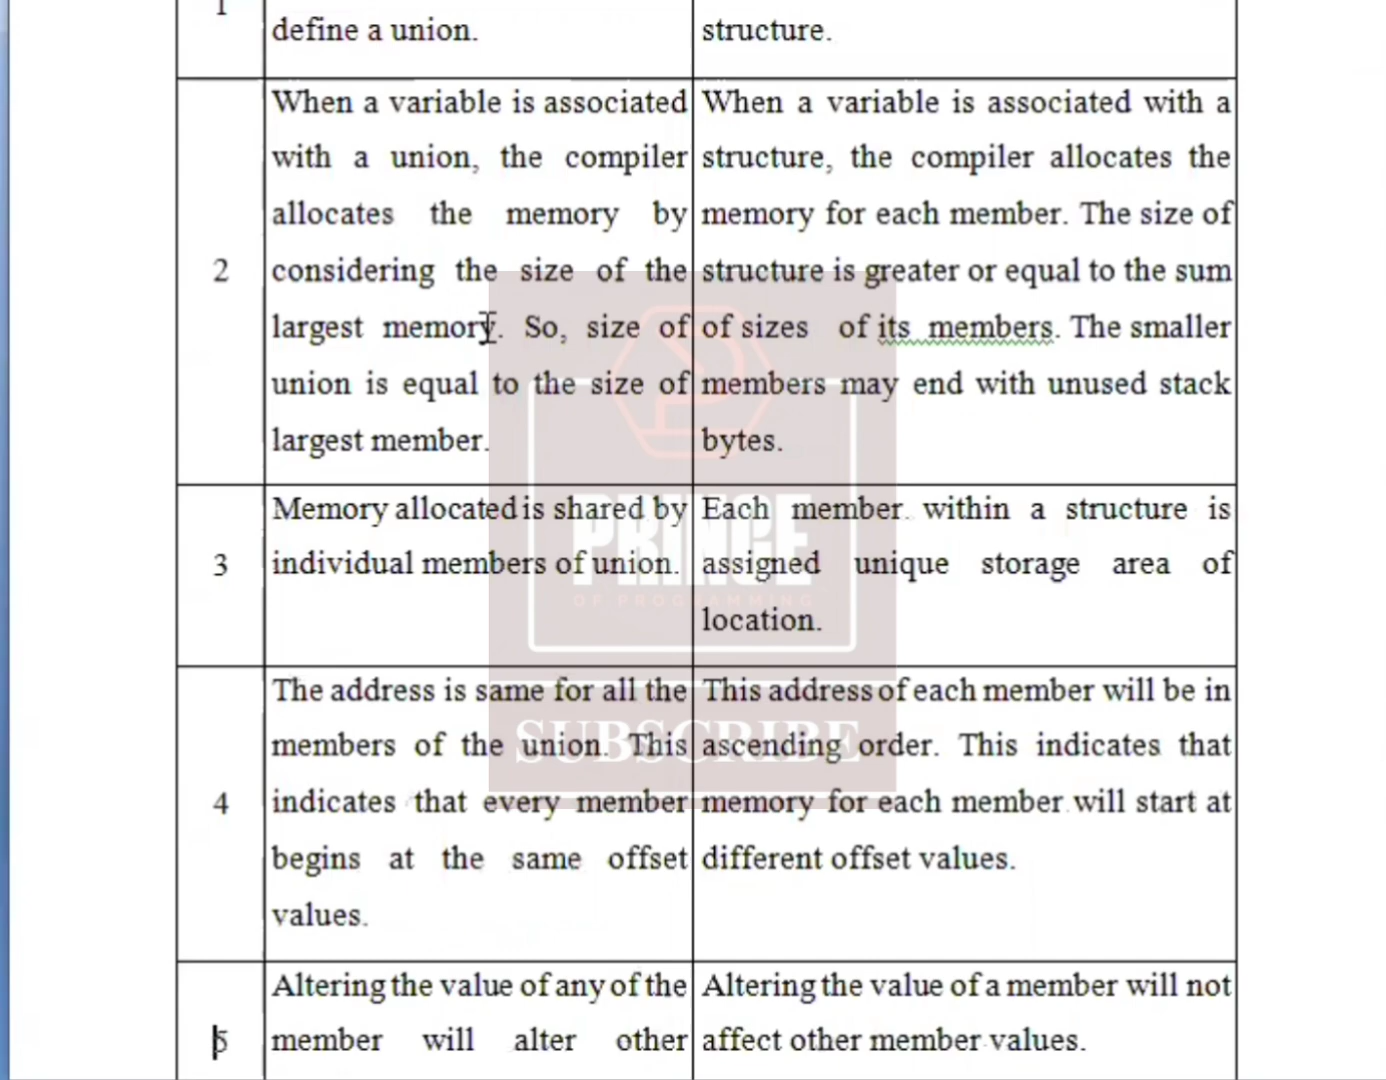 1
define a union.
structure.
2
When a variable is associated
with a union, the compiler
allocates the memory by
considering the size of the
largest memory. So, size of
union is equal to the size of
largest member.
When a variable is associated with a
structure, the compiler allocates the
memory for each member. The size of
structure is greater or equal to the sum
of sizes of its members. The smaller
members may end with unused stack
bytes.
3
Memory allocated is shared by
individual members of union.
Each member within a structure is
assigned unique storage area of
location.
4
The address is same for all the
members of the union. This
indicates that every member
begins at the same offset
values.
This address of each member will be in
ascending order. This indicates that
memory for each member will start at
different offset values.
5
Altering the value of any of the
member will alter other
Altering the value of a member will not
affect other member values.
PRINCE
OF PROGRAMMING
SUBSCRIBE